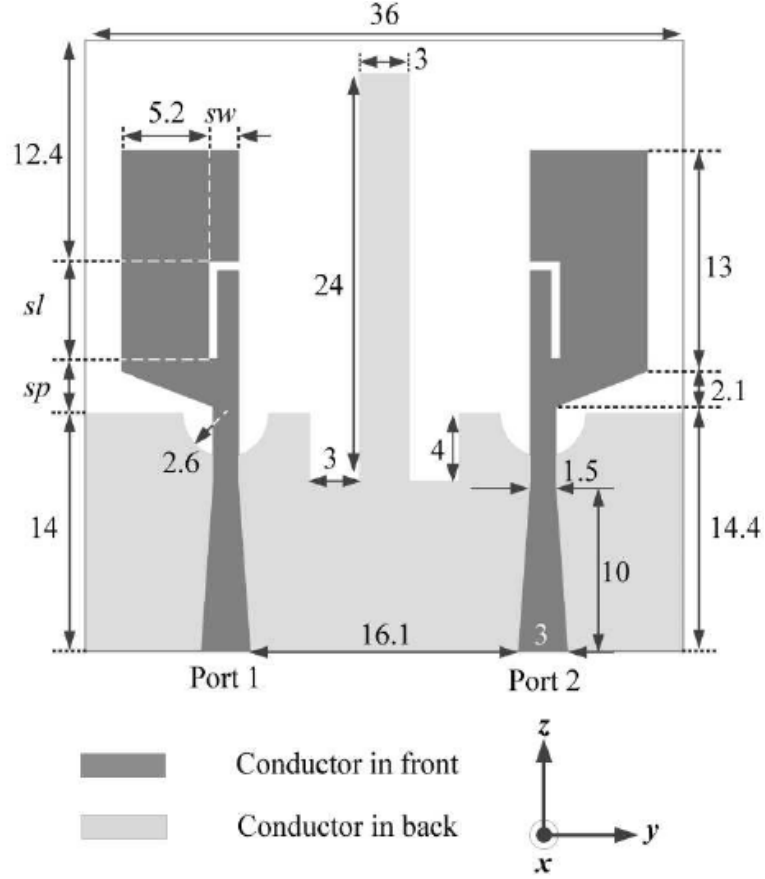 36
3
5.2 sw
12.4
24
13
sl
sp
2.1
2.6
3
4
1.5
14
14.4
10
16.1
3
Port 1
Port 2
Conductor in front
Conductor in back
z
y
x